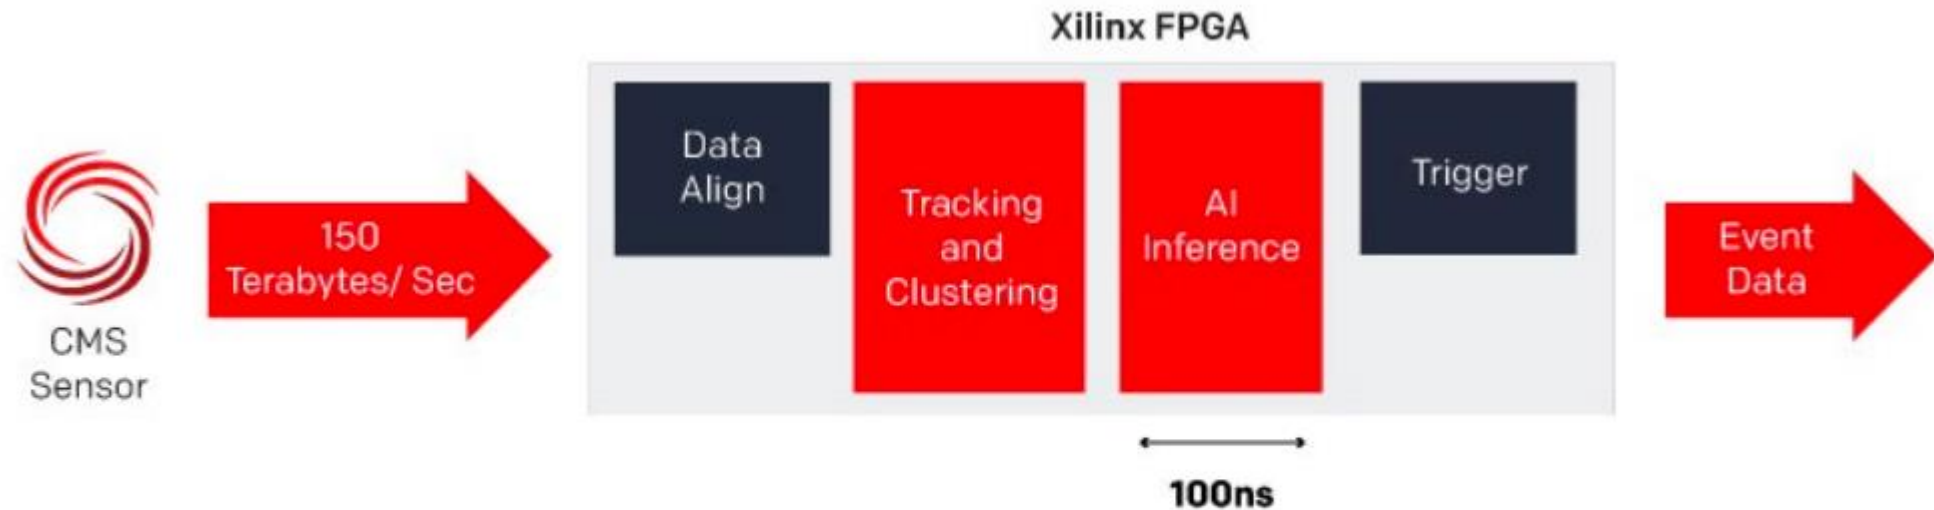 Xilinx FPGA
Data
Align
Tracking
and
Clustering
AI
Inference
Trigger
150
Terabytes/ Sec
Event
Data
CMS
Sensor
100ns